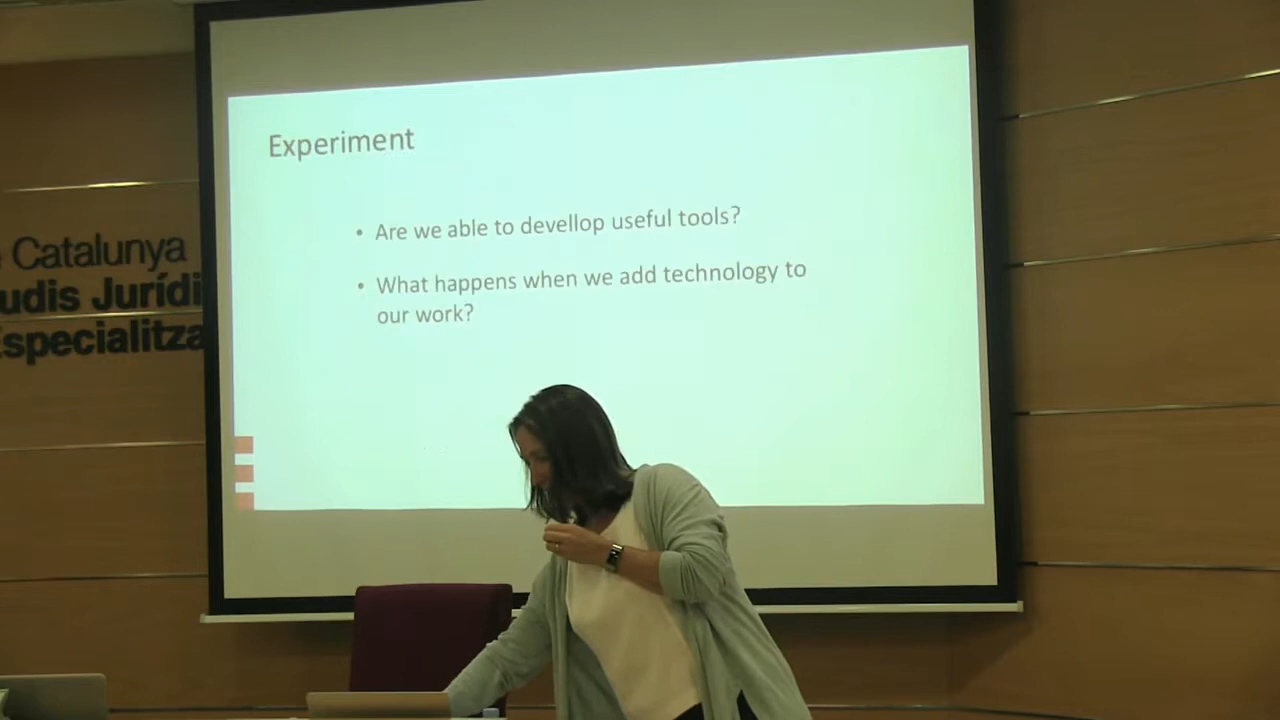 Experiment
• Are we able to devellop useful tools?
• What happens when we add technology to
our work?
Catalunya
udis Jurídi
Especialitza